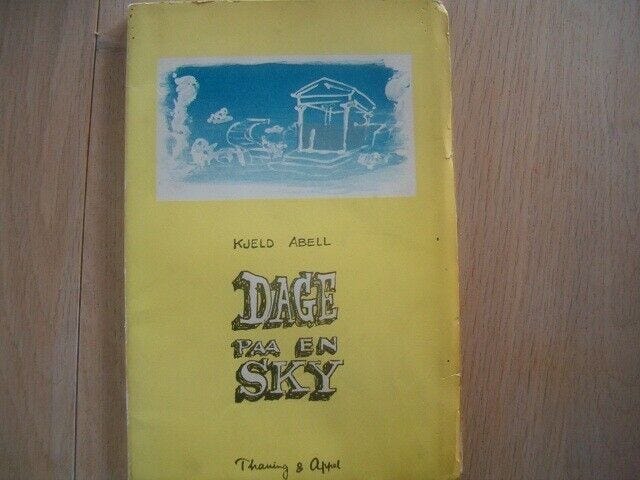 KJELD ABELL
DAGE
PAA EN
SKY
Thaning & Appel